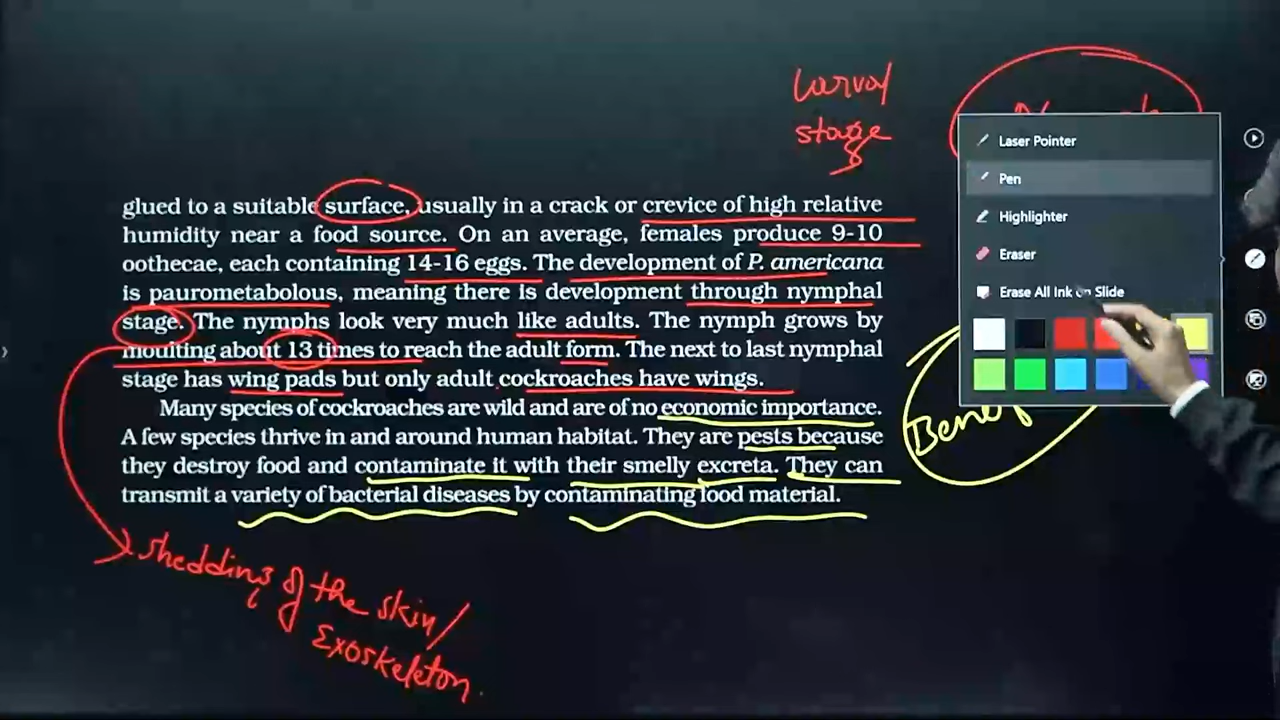 larval
stage
Laser Pointer
Pen
Highlighter
Eraser
Erase All Ink on Slide
glued to a suitable surface, usually in a crack or crevice of high relative
humidity near a food source. On an average, females produce 9-10
oothecae, each containing 14-16 eggs. The development of P. americana
is paurometabolous, meaning there is development through nymphal
stage. The nymphs look very much like adults. The nymph grows by
moulting about 13 times to reach the adult form. The next to last nymphal
stage has wing pads but only adult cockroaches have wings.
Many species of cockroaches are wild and are of no economic importance.
A few species thrive in and around human habitat. They are pests because
they destroy food and contaminate it with their smelly excreta. They can
transmit a variety of bacterial diseases by contaminating food material.
shedding of the skin/
Exoskeleton.